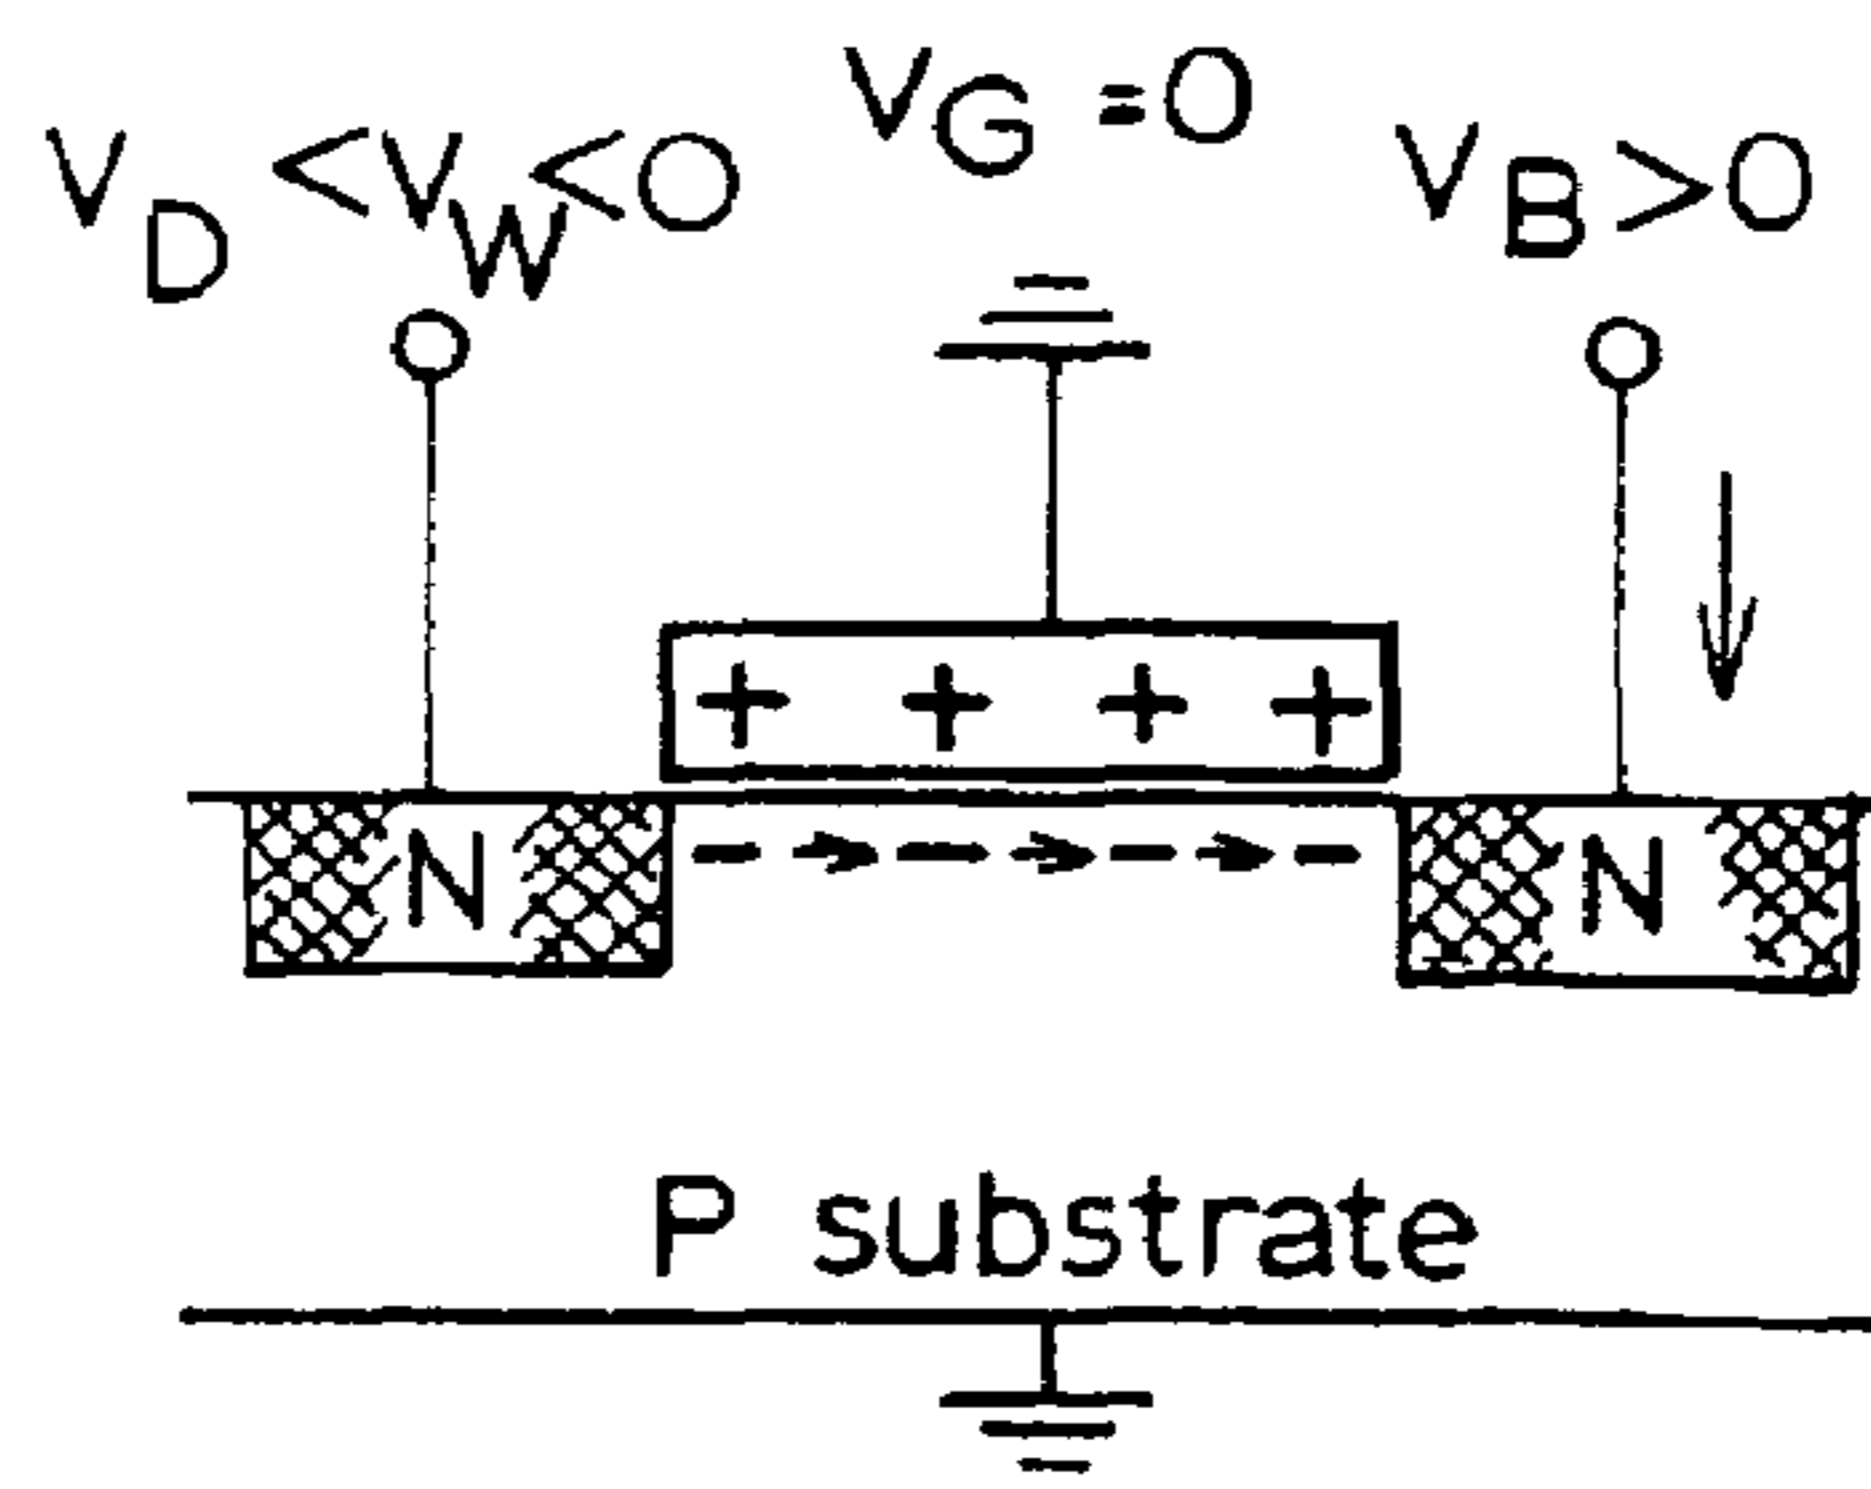 V_D < V_W < 0
V_G = 0
V_B > 0
+ + + +
N
N
P substrate